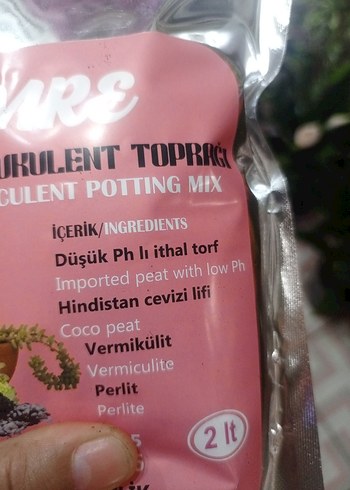 UKULENT TOPRAĞI
CULENT POTTING MIX
İÇERİK/INGREDIENTS
Düşük Ph lı ithal torf
Imported peat with low Ph
Hindistan cevizi lifi
Coco peat
Vermikülit
Vermiculite
Perlit
Perlite
2 lt